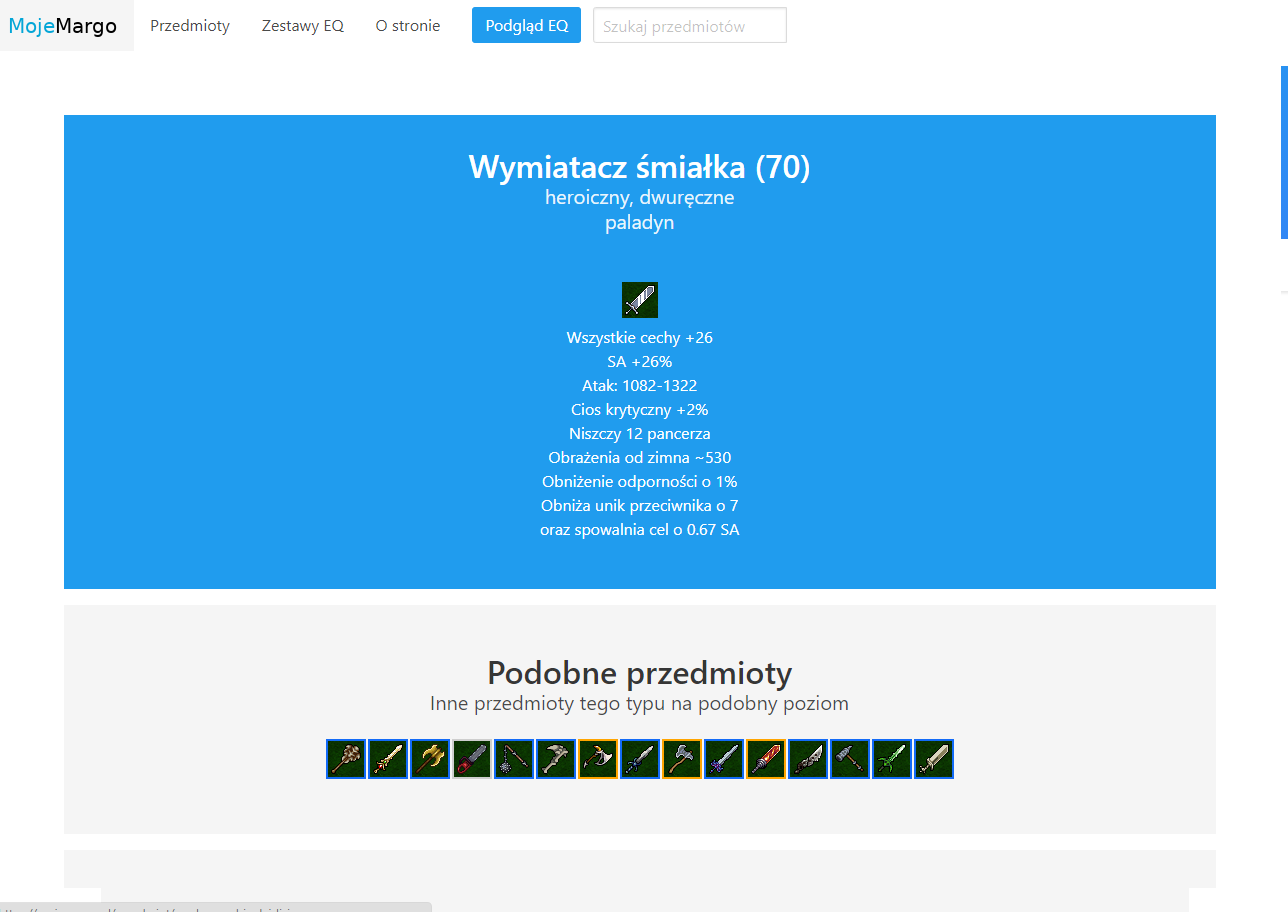 MojeMargo Przedmioty Zestawy EQ O stronie Podgląd EQ Szukaj przedmiotów
Wymiatacz śmiałka (70)
heroiczny, dwuręczne
paladyn
Wszystkie cechy +26
SA +26%
Atak: 1082-1322
Cios krytyczny +2%
Niszczy 12 pancerza
Obrażenia od zimna ~530
Obniżenie odporności o 1%
Obniża unik przeciwnika o 7
oraz spowalnia cel o 0.67 SA
Podobne przedmioty
Inne przedmioty tego typu na podobny poziom